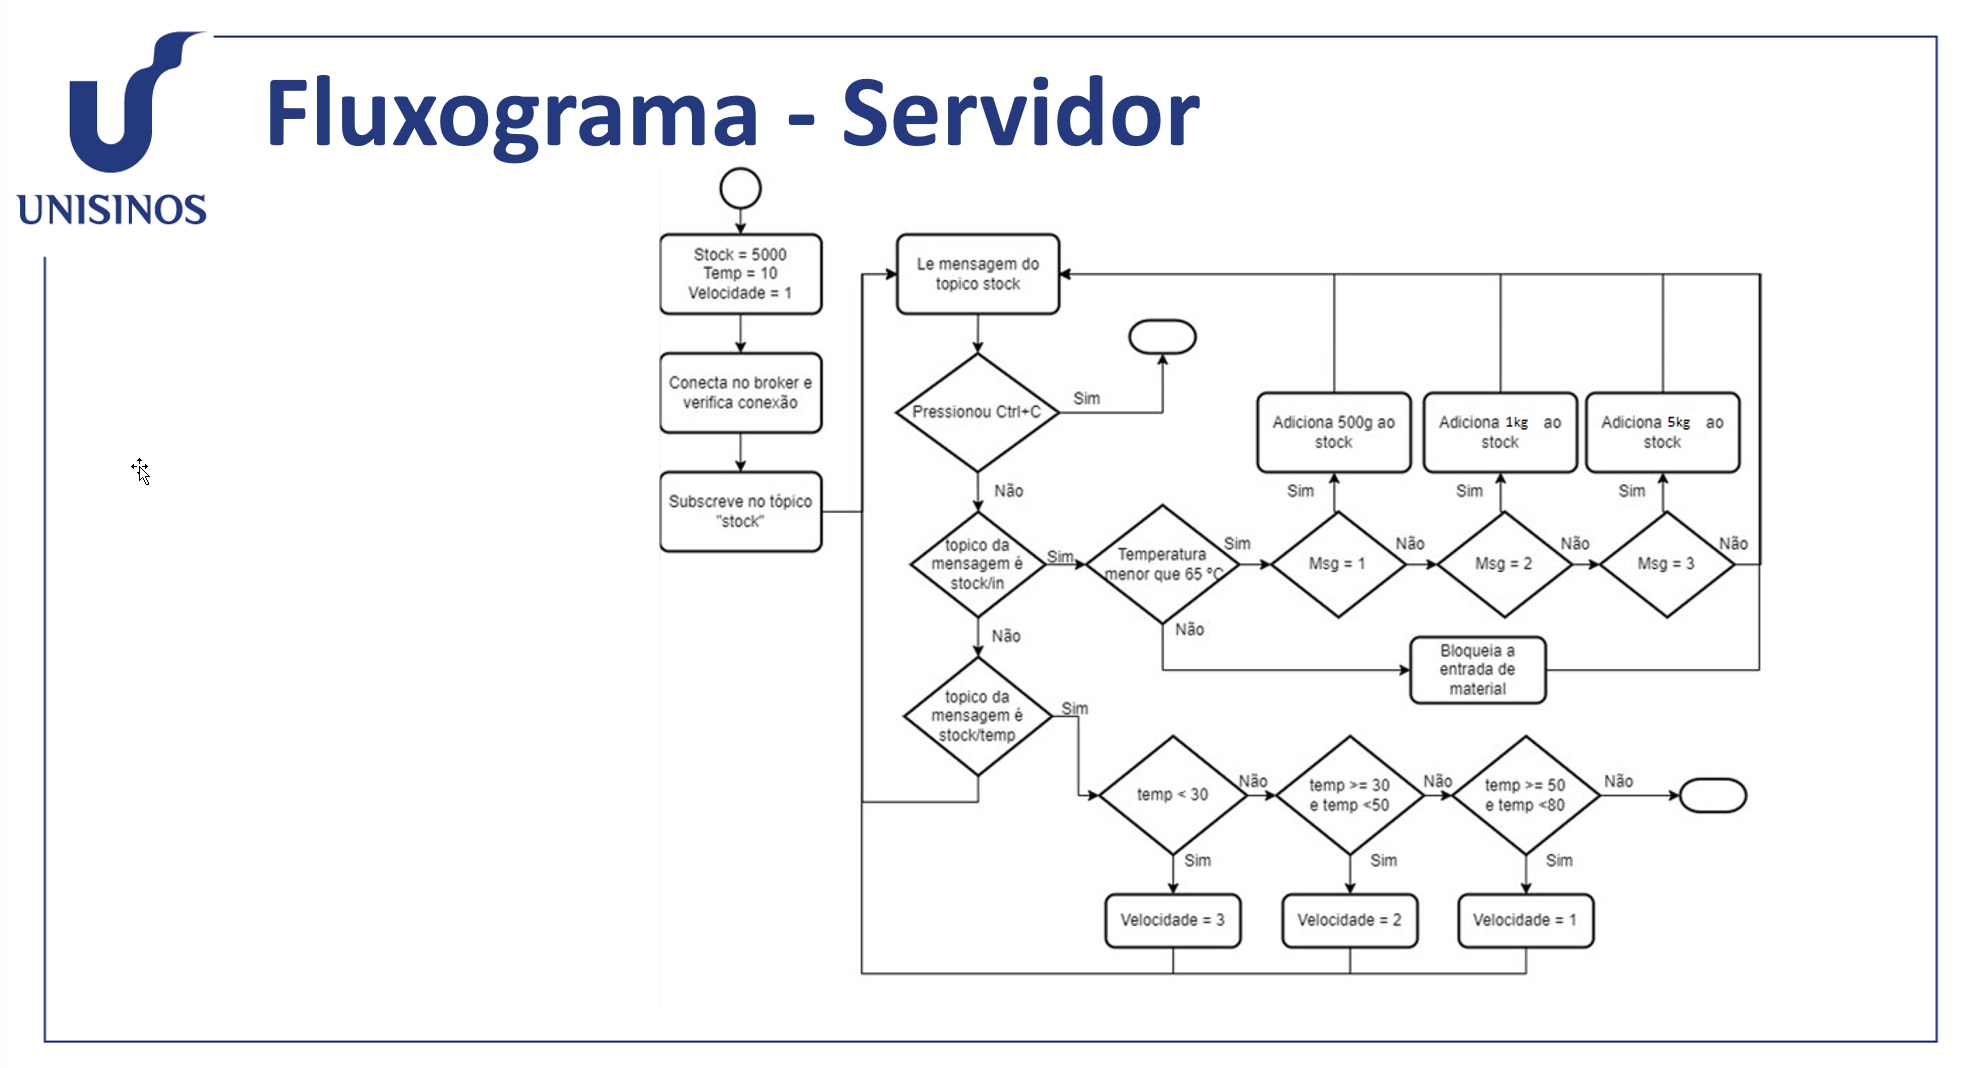 Fluxograma - Servidor
UNISINOS
Stock = 5000
Temp = 10
Velocidade = 1
Conecta no broker e
verifica conexão
Subscreve no tópico
"stock"
Le mensagem do
topico stock
Pressionou Ctrl+C
Sim
Não
topico da
mensagem é
stock/in
Sim
Não
Temperatura
menor que 65 ºC
Sim
Não
Msg = 1
Sim
Não
Adiciona 500g ao
stock
Msg = 2
Sim
Não
Adiciona 1kg ao
stock
Msg = 3
Sim
Não
Adiciona 5kg ao
stock
Bloqueia a
entrada de
material
topico da
mensagem é
stock/temp
Sim
temp < 30
Não
Sim
Velocidade = 3
temp >= 30
e temp <50
Não
Sim
Velocidade = 2
temp >= 50
e temp <80
Não
Sim
Velocidade = 1